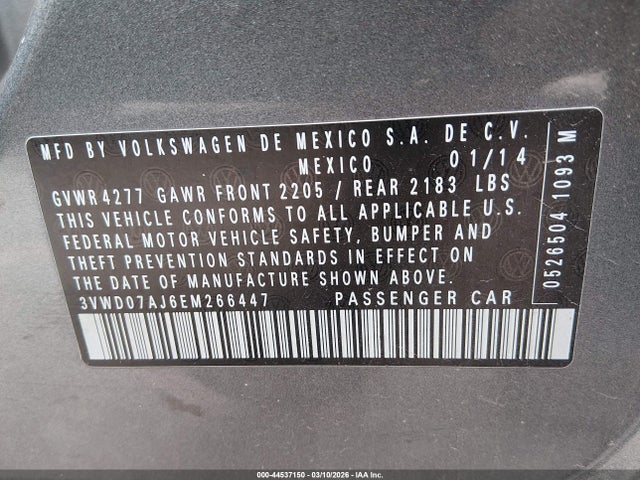 MFD BY VOLKSWAGEN DE MEXICO S.A. DE C.V.
MEXICO 01/14
GVWR 4277 GAWR FRONT 2205 / REAR 2183 LBS
THIS VEHICLE CONFORMS TO ALL APPLICABLE U.S.
FEDERAL MOTOR VEHICLE SAFETY, BUMPER AND
THEFT PREVENTION STANDARDS IN EFFECT ON
THE DATE OF MANUFACTURE SHOWN ABOVE.
3VWD07AJ6EM266447 PASSENGER CAR
0526504 1093 M
000-44537150 - 03/10/2026 - IAA Inc.